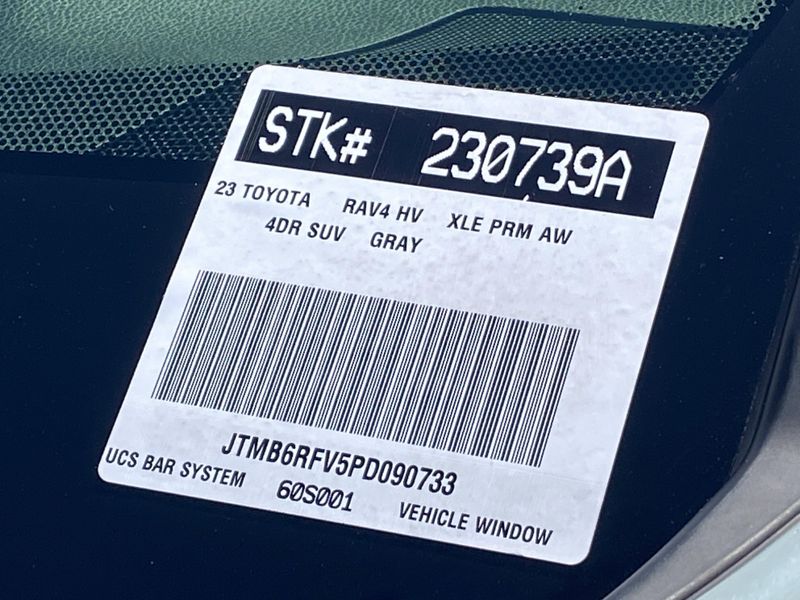 STK# 230739A
23 TOYOTA RAV4 HV XLE PRM AW
4DR SUV GRAY
JTMB6RFV5PD090733
UCS BAR SYSTEM 60S001 VEHICLE WINDOW